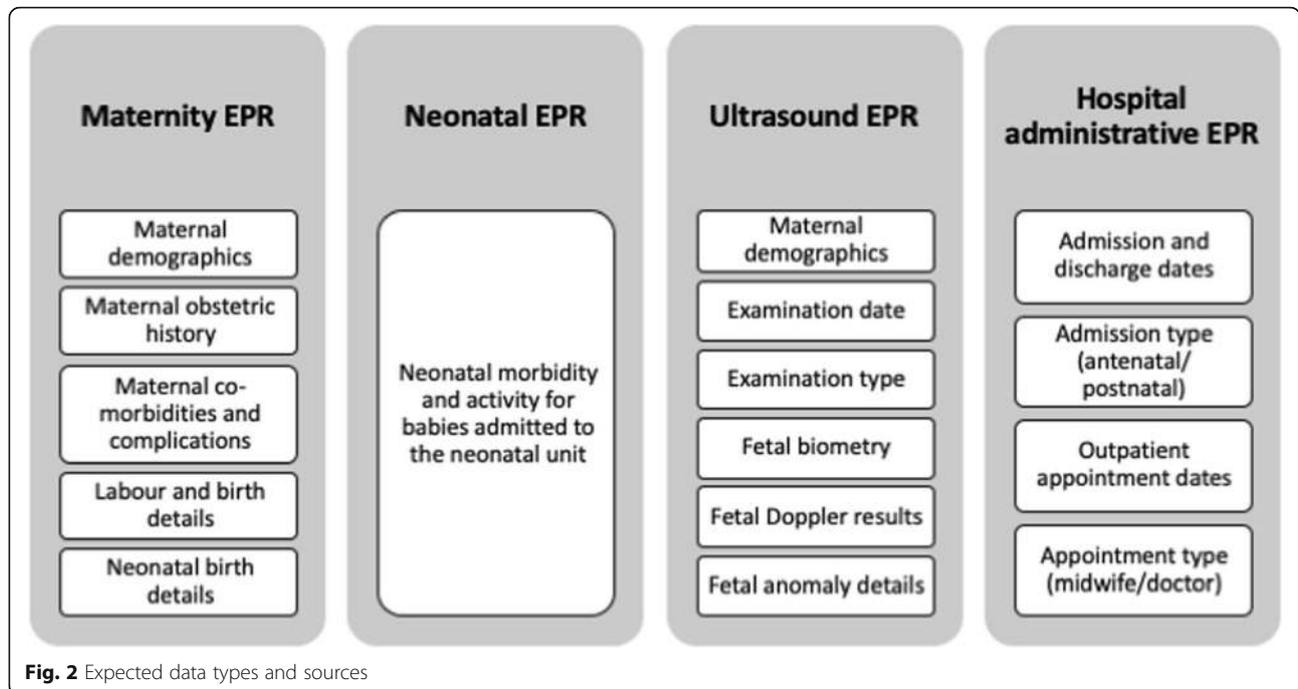 Maternity EPR
Maternal
demographics
Maternal obstetric
history
Maternal co-
morbidities and
complications
Labour and birth
details
Neonatal birth
details
Neonatal EPR
Neonatal morbidity
and activity for
babies admitted to
the neonatal unit
Ultrasound EPR
Maternal
demographics
Examination date
Examination type
Fetal biometry
Fetal Doppler results
Fetal anomaly details
Hospital
administrative EPR
Admission and
discharge dates
Admission type
(antenatal/
postnatal)
Outpatient
appointment dates
Appointment type
(midwife/doctor)
Fig. 2 Expected data types and sources